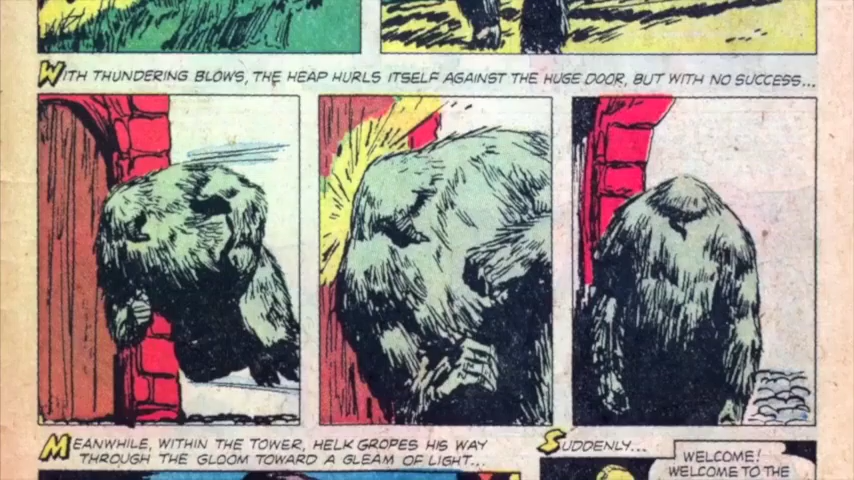 WITH THUNDERING BLOWS, THE HEAP HURLS ITSELF AGAINST THE HUGE DOOR, BUT WITH NO SUCCESS...
MEANWHILE, WITHIN THE TOWER, HELK GROPES HIS WAY
THROUGH THE GLOOM TOWARD A GLEAM OF LIGHT...
SUDDENLY...
WELCOME!
WELCOME TO THE